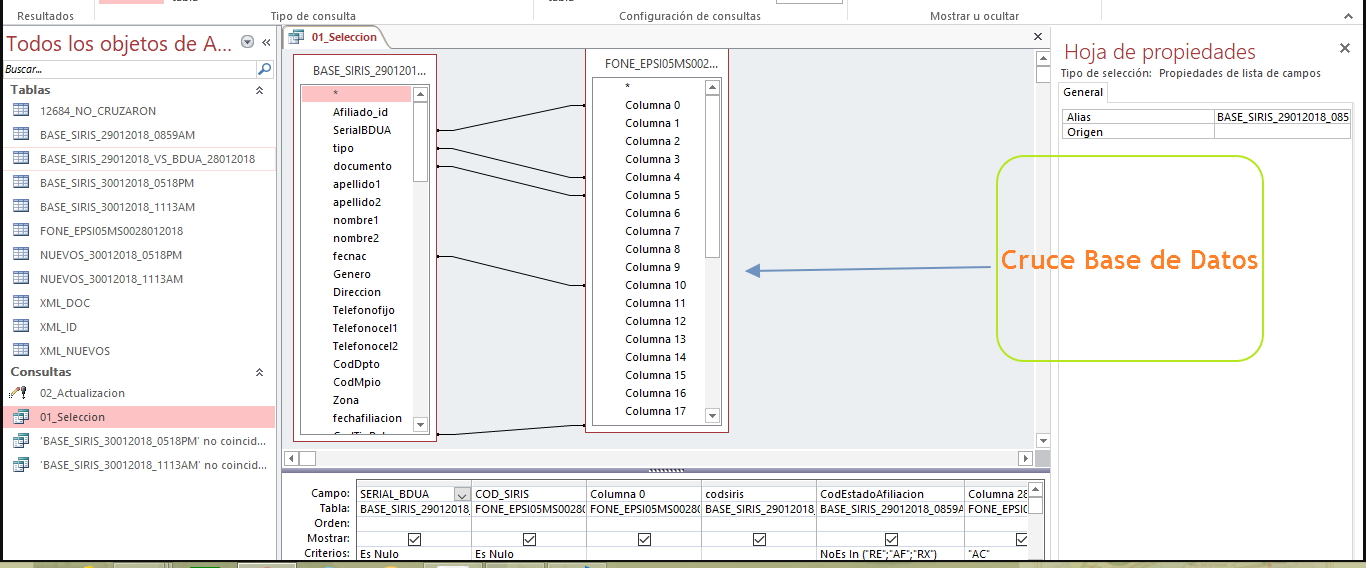 Resultados
Tipo de consulta
Configuración de consultas
Mostrar u ocultar
Todos los objetos de A...
Buscar...
Tablas
12684_NO_CRUZARON
BASE_SIRIS_29012018_0859AM
BASE_SIRIS_29012018_VS_BDUA_28012018
BASE_SIRIS_30012018_0518PM
BASE_SIRIS_30012018_1113AM
FONE_EPSI05MS0028012018
NUEVOS_30012018_0518PM
NUEVOS_30012018_1113AM
XML_DOC
XML_ID
XML_NUEVOS
Consultas
02_Actualizacion
01_Seleccion
'BASE_SIRIS_30012018_0518PM' no coincid...
'BASE_SIRIS_30012018_1113AM' no coincid...
01_Seleccion
BASE_SIRIS_2901201...
*
Afiliado_id
SerialBDUA
tipo
documento
apellido1
apellido2
nombre1
nombre2
fecnac
Genero
Direccion
Telefonofijo
Telefonocel1
Telefonocel2
CodDpto
CodMpio
Zona
fechafiliacion
FONE_EPSI05MS002...
*
Columna 0
Columna 1
Columna 2
Columna 3
Columna 4
Columna 5
Columna 6
Columna 7
Columna 8
Columna 9
Columna 10
Columna 11
Columna 12
Columna 13
Columna 14
Columna 15
Columna 16
Columna 17
Campo: SERIAL_BDUA COD_SIRIS Columna 0 codsiris CodEstadoAfiliacion Columna 28
Tabla: BASE_SIRIS_29012018_ FONE_EPSI05MS00280 FONE_EPSI05MS00280 BASE_SIRIS_29012018_ BASE_SIRIS_29012018_0859A FONE_EPSI0
Orden:
Mostrar:
Criterios: Es Nulo Es Nulo NoEs In ("RE";"AF";"RX") "AC"
Hoja de propiedades
Tipo de selección: Propiedades de lista de campos
General
Alias BASE_SIRIS_29012018_085
Origen
Cruce Base de Datos